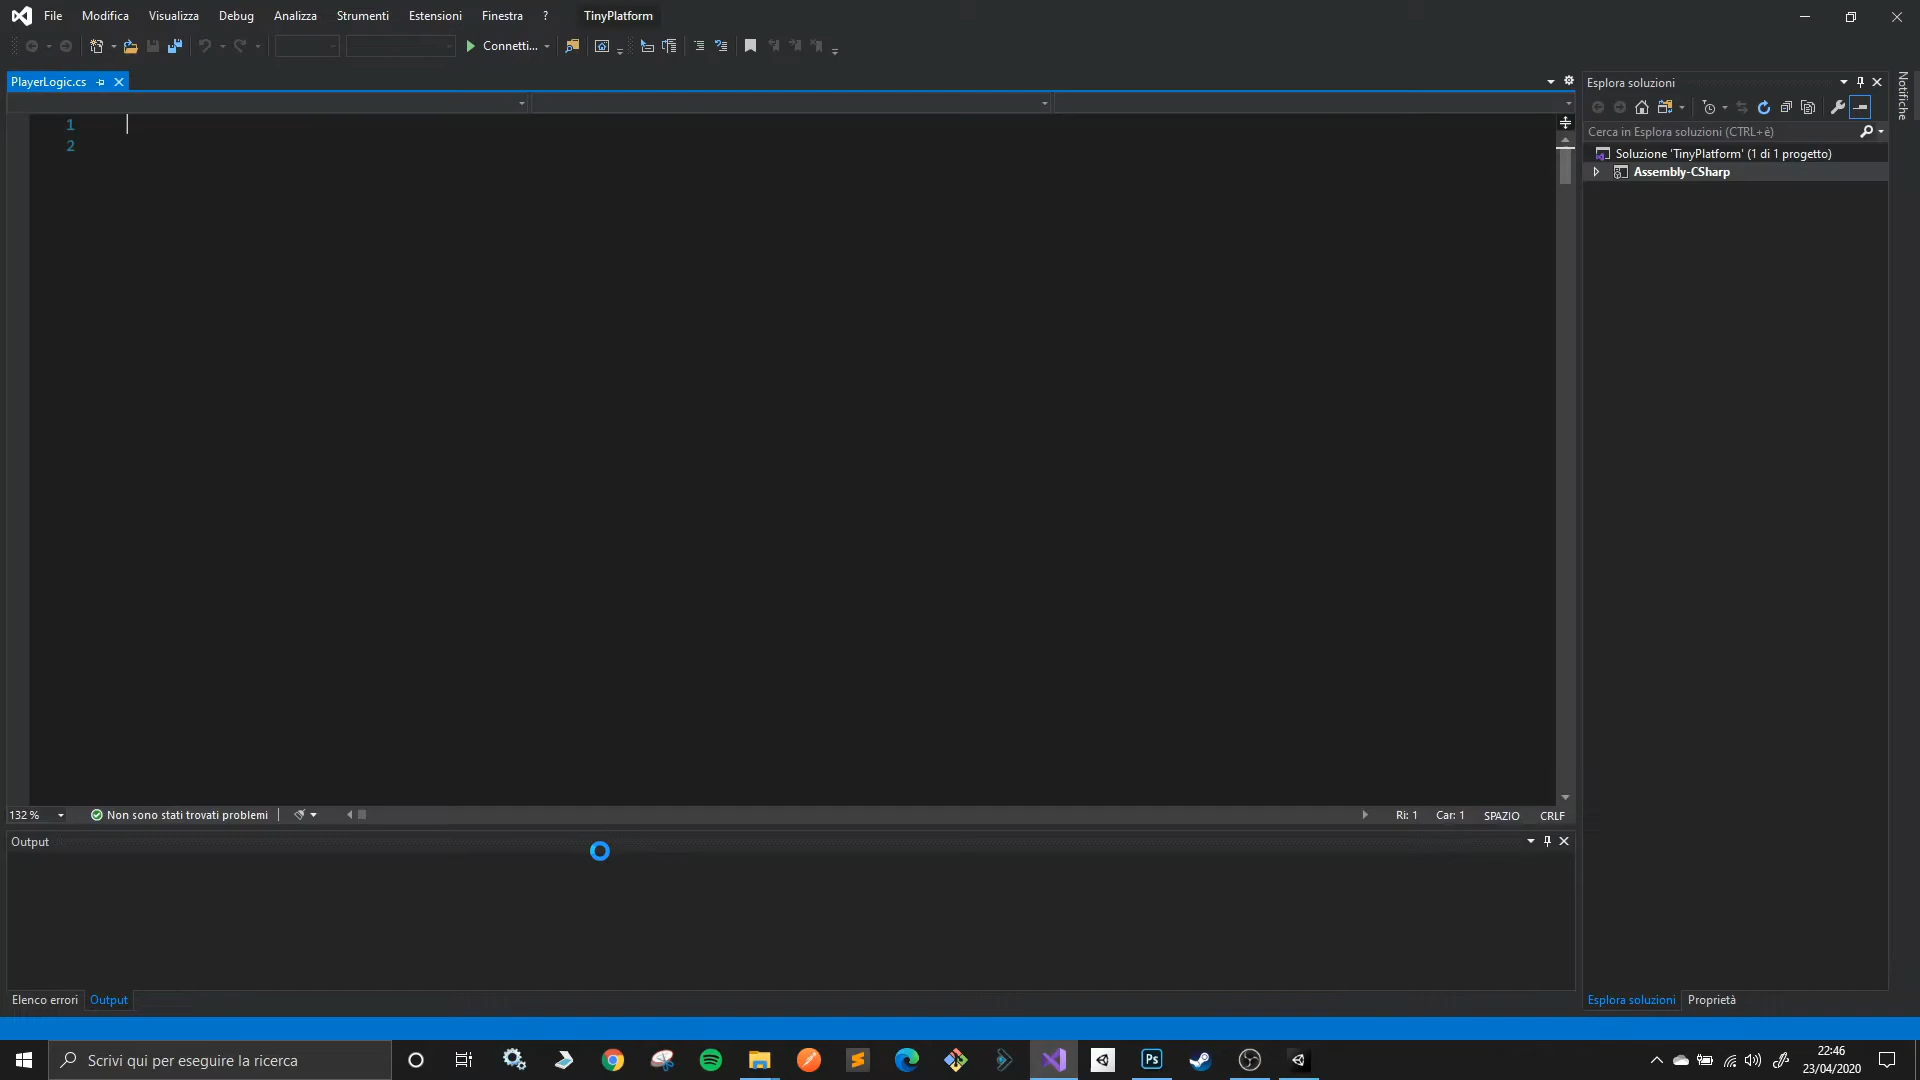 File Modifica Visualizza Debug Analizza Strumenti Estensioni Finestra ? TinyPlatform
Connetti...
PlayerLogic.cs
1
2
132 %
Non sono stati trovati problemi
Ri: 1 Car: 1 SPAZIO CRLF
Output
Elenco errori Output
Esplora soluzioni
Cerca in Esplora soluzioni (CTRL+è)
Soluzione 'TinyPlatform' (1 di 1 progetto)
Assembly-CSharp
Esplora soluzioni Proprietà
Notifiche
Scrivi qui per eseguire la ricerca
Ps
22:46
23/04/2020